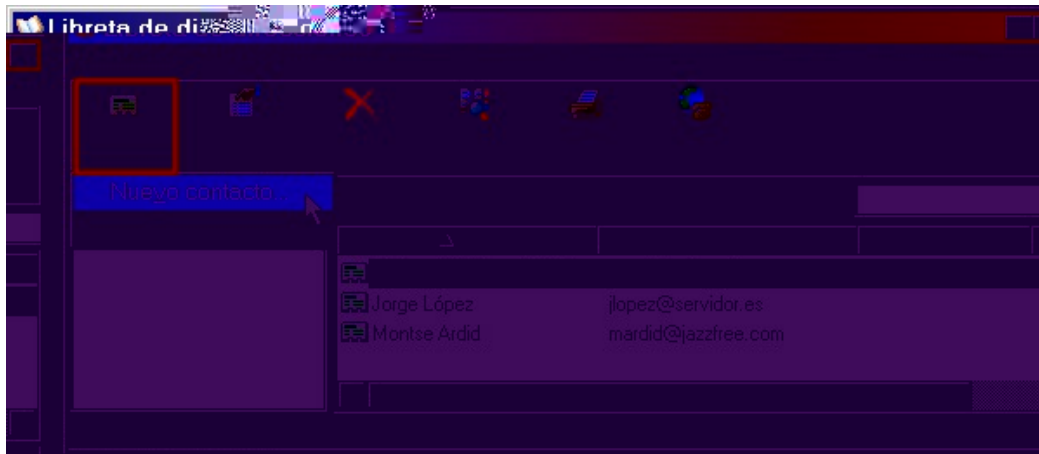 Libreta de di
Nuevo contacto...
Jorge López jlopez@servidor.es
Montse Ardid mardid@jazzfree.com